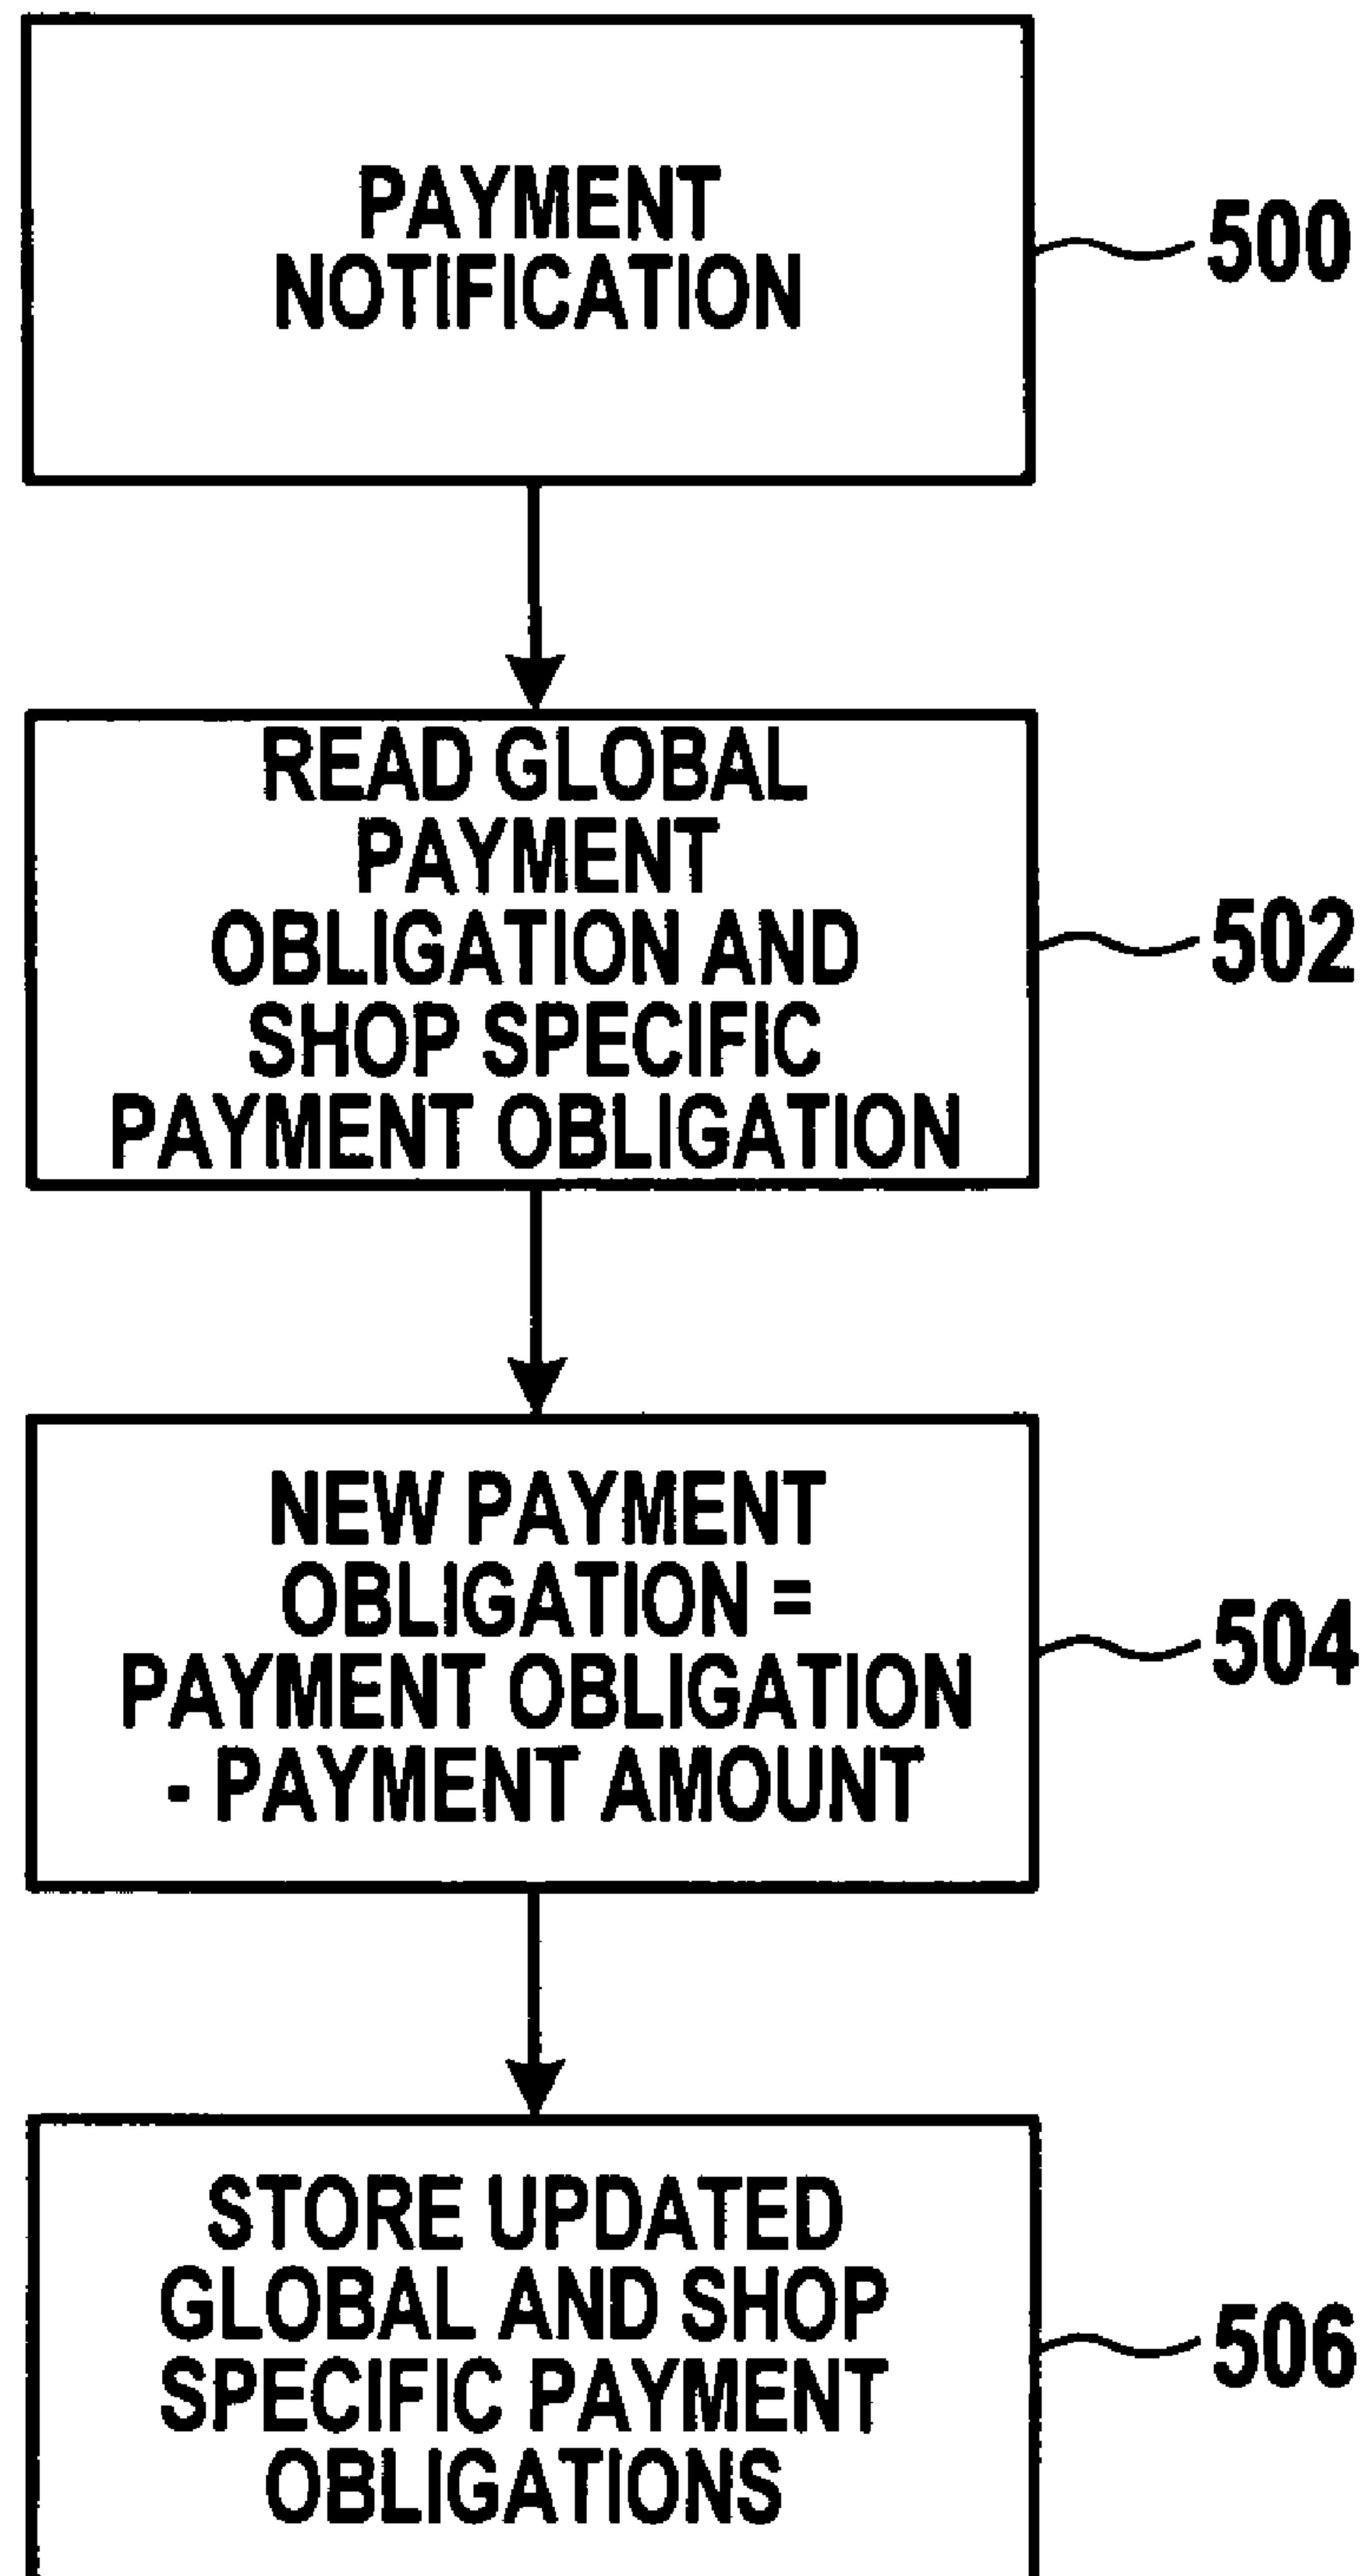 PAYMENT
NOTIFICATION
500
READ GLOBAL
PAYMENT
OBLIGATION AND
SHOP SPECIFIC
PAYMENT OBLIGATION
502
NEW PAYMENT
OBLIGATION =
PAYMENT OBLIGATION
- PAYMENT AMOUNT
504
STORE UPDATED
GLOBAL AND SHOP
SPECIFIC PAYMENT
OBLIGATIONS
506